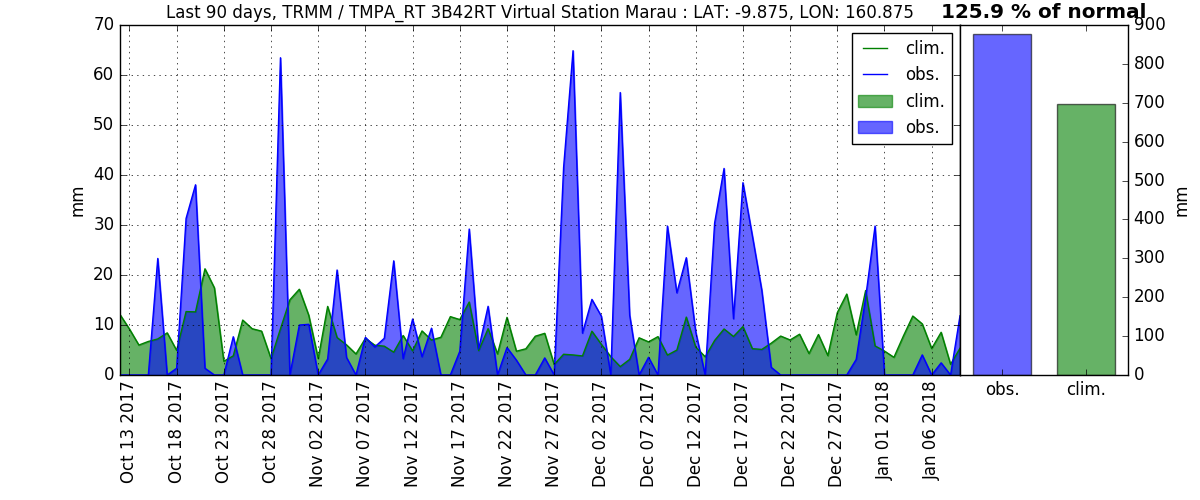 Last 90 days, TRMM / TMPA_RT 3B42RT Virtual Station Marau : LAT: -9.875, LON: 160.875
125.9 % of normal
70
60
50
40
30
20
10
0
mm
clim.
obs.
clim.
obs.
900
800
700
600
500
400
300
200
100
0
mm
Oct 13 2017
Oct 18 2017
Oct 23 2017
Oct 28 2017
Nov 02 2017
Nov 07 2017
Nov 12 2017
Nov 17 2017
Nov 22 2017
Nov 27 2017
Dec 02 2017
Dec 07 2017
Dec 12 2017
Dec 17 2017
Dec 22 2017
Dec 27 2017
Jan 01 2018
Jan 06 2018
obs.
clim.